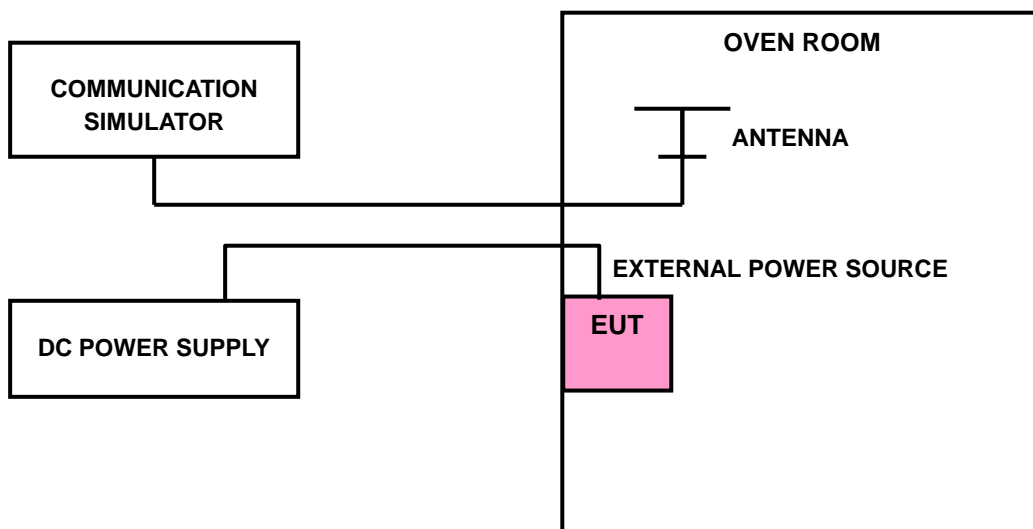 OVEN ROOM
COMMUNICATION
SIMULATOR
ANTENNA
EXTERNAL POWER SOURCE
EUT
DC POWER SUPPLY